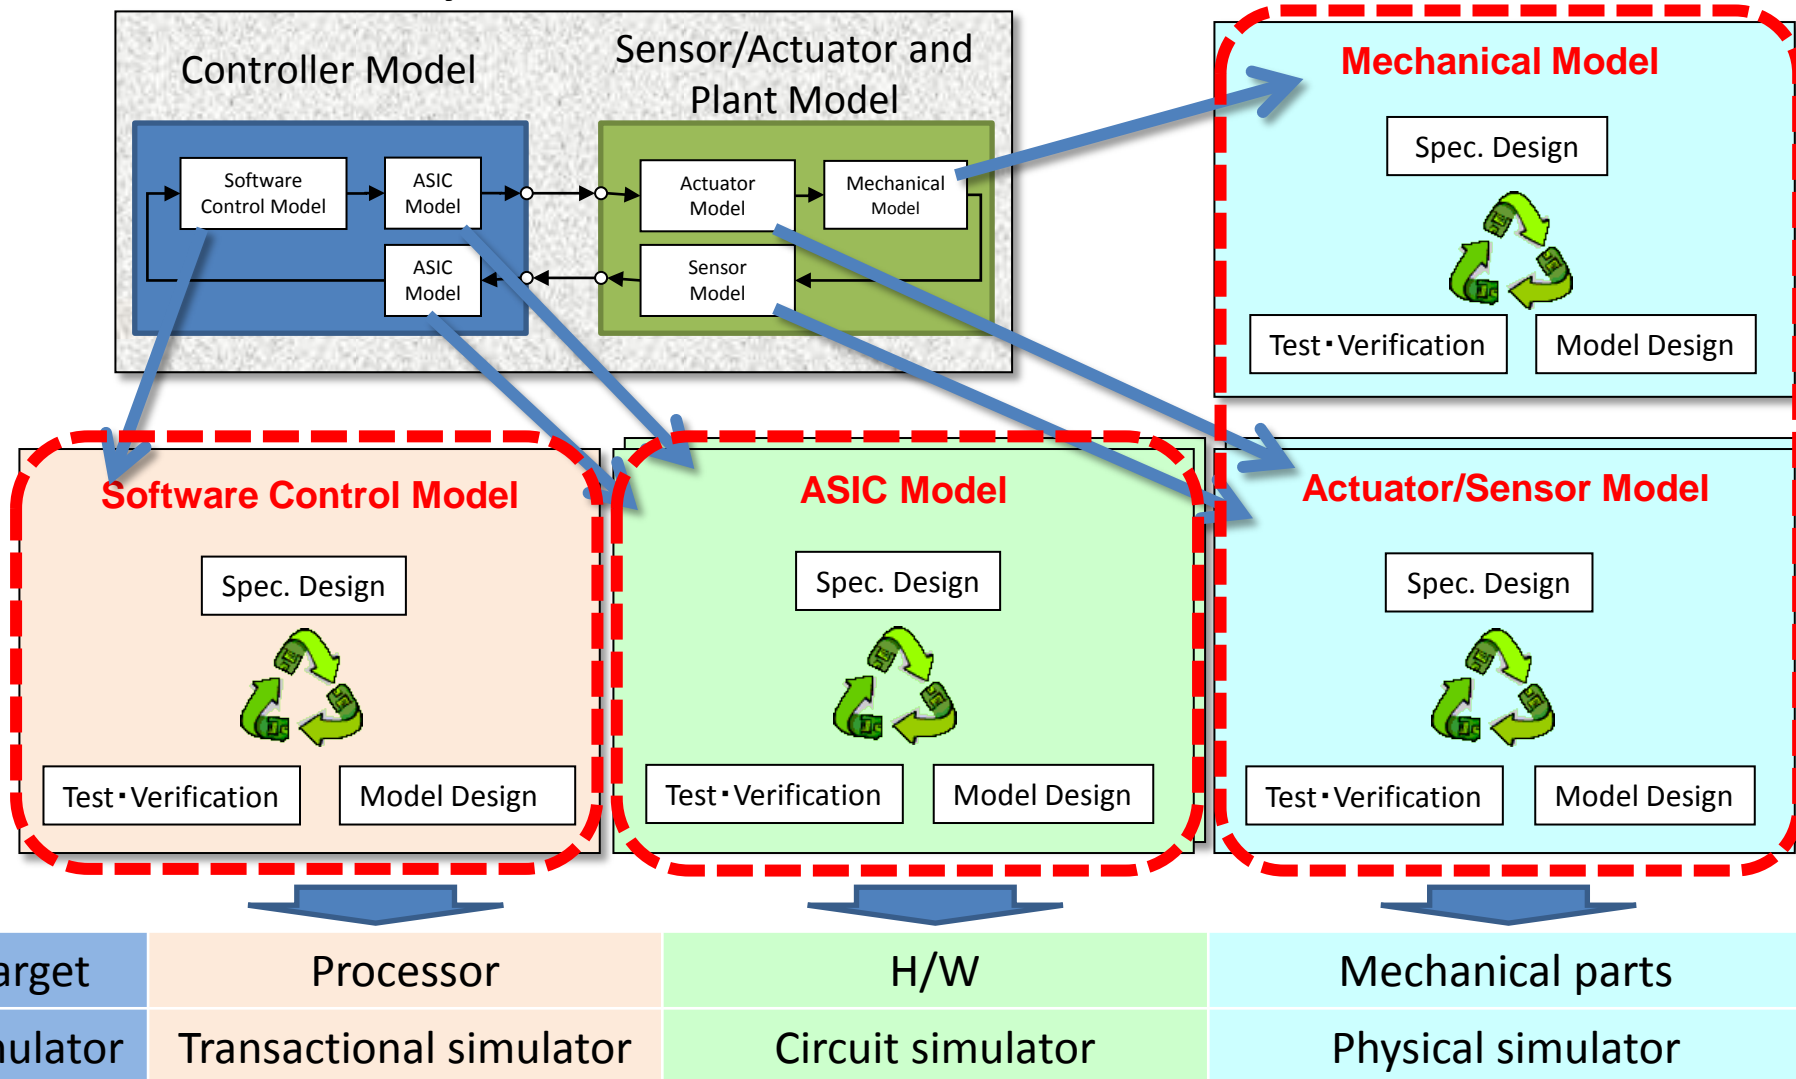 Controller Model
Sensor/Actuator and
Plant Model
Software
Control Model
ASIC
Model
Actuator
Model
Mechanical
Model
ASIC
Model
Sensor
Model
Mechanical Model
Spec. Design
Test･Verification
Model Design
Software Control Model
Spec. Design
Test･Verification
Model Design
ASIC Model
Spec. Design
Test･Verification
Model Design
Actuator/Sensor Model
Spec. Design
Test･Verification
Model Design
Processor
H/W
Mechanical parts
Transactional simulator
Circuit simulator
Physical simulator